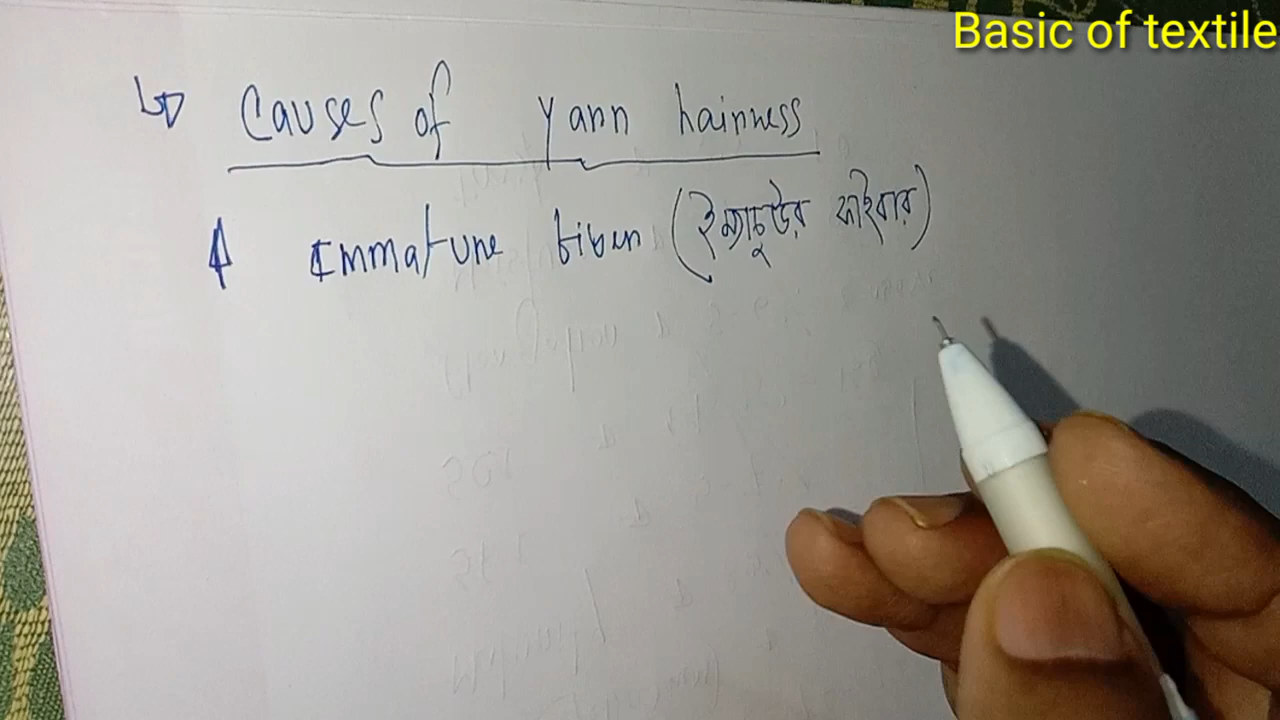 Basic of textile
↳ Causes of Yarn hairness
Immature fiber (ইম্যাচুউর ফাইবার)